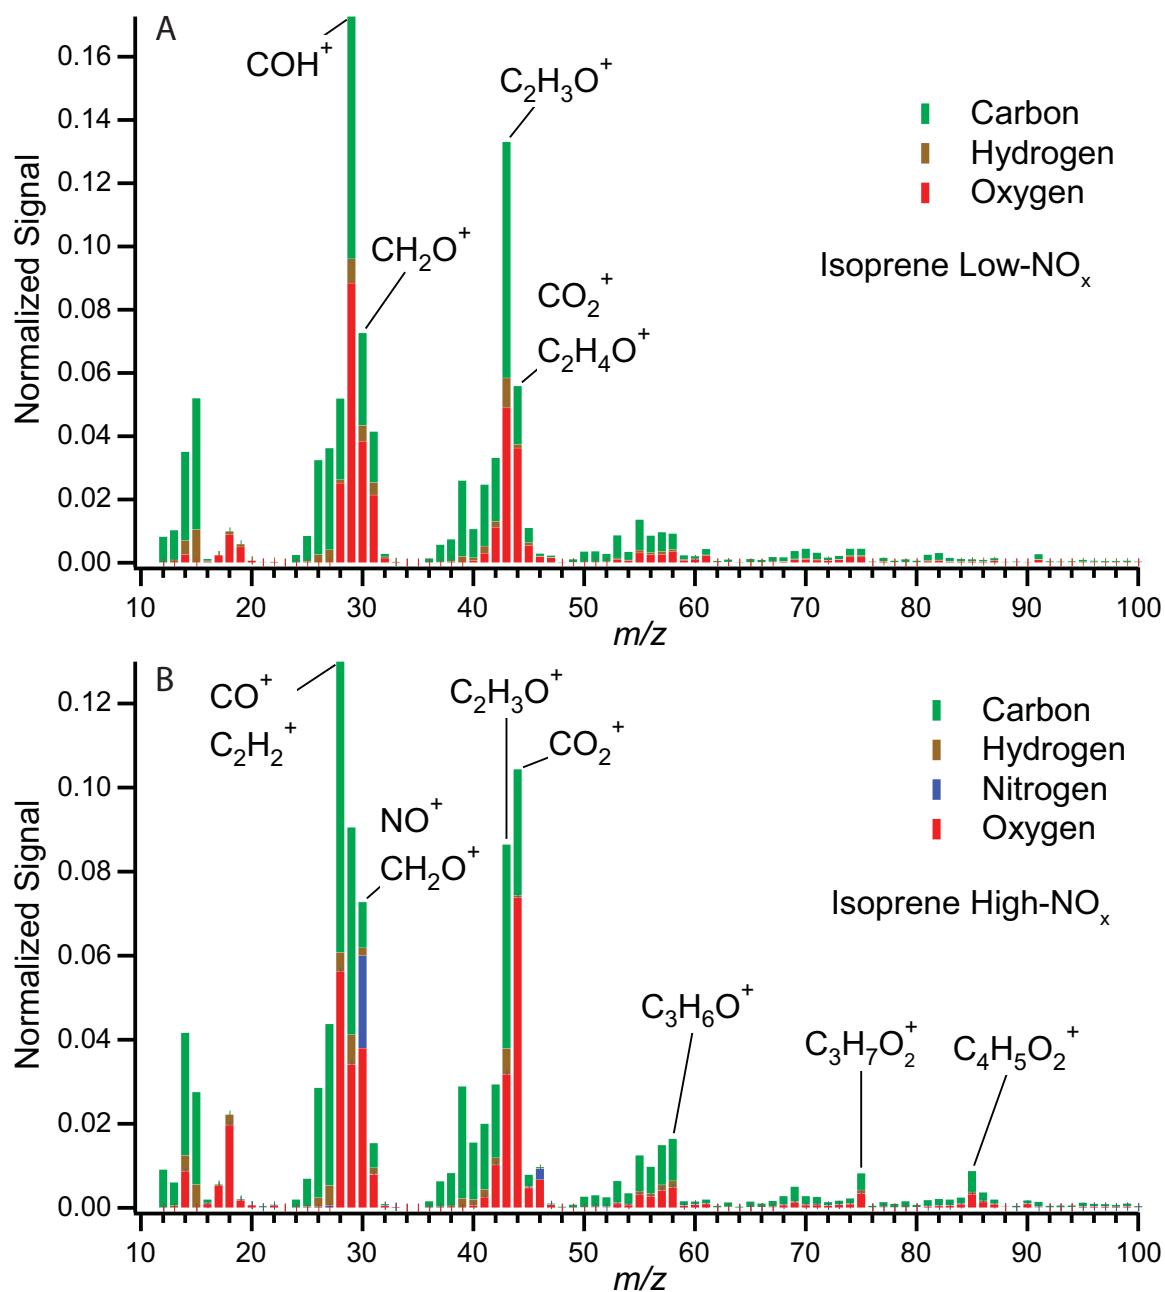 A
COH⁺
C₂H₃O⁺
CH₂O⁺
CO₂⁺
C₂H₄O⁺
Carbon
Hydrogen
Oxygen
Isoprene Low-NOₓ
Normalized Signal
0.16
0.14
0.12
0.10
0.08
0.06
0.04
0.02
0.00
10 20 30 40 50 60 70 80 90 100
m/z
B
CO⁺
C₂H₂⁺
C₂H₃O⁺
CO₂⁺
NO⁺
CH₂O⁺
C₃H₆O⁺
C₃H₇O₂⁺
C₄H₅O₂⁺
Carbon
Hydrogen
Nitrogen
Oxygen
Isoprene High-NOₓ
Normalized Signal
0.12
0.10
0.08
0.06
0.04
0.02
0.00
10 20 30 40 50 60 70 80 90 100
m/z